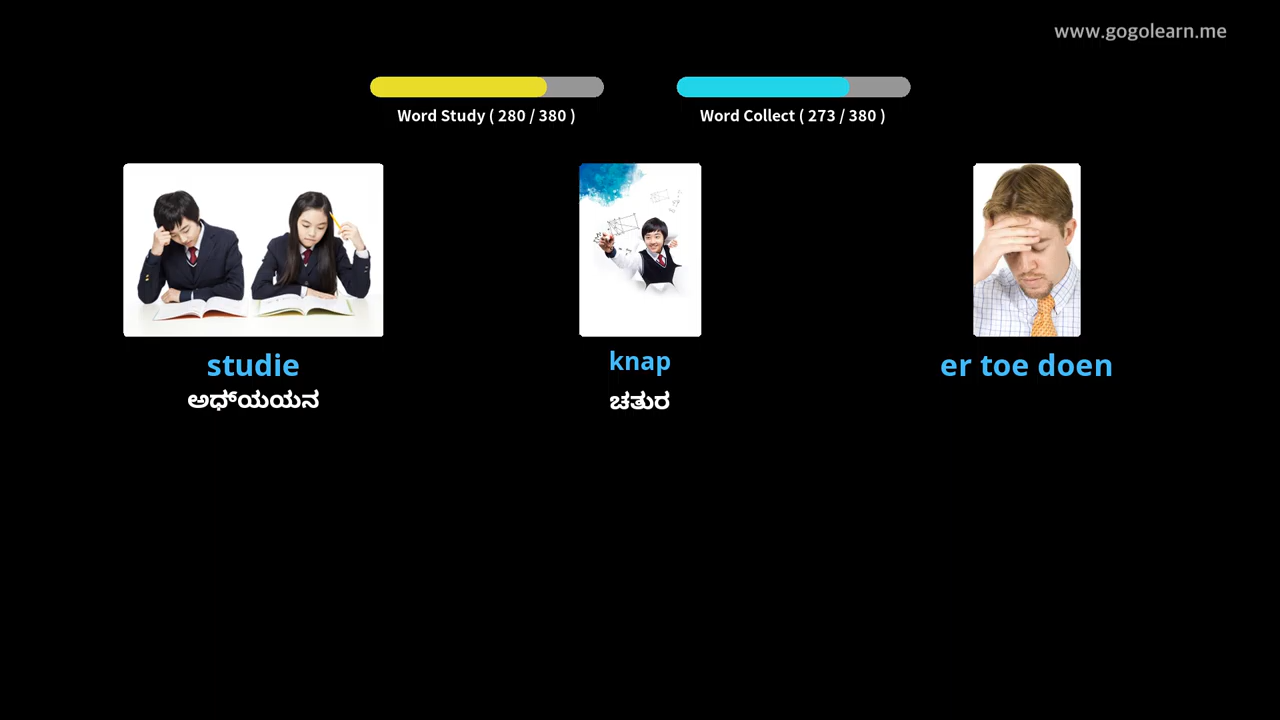 www.gogolearn.me
Word Study ( 280 / 380 )
Word Collect ( 273 / 380 )
studie
ಅಧ್ಯಯನ
knap
ಚತುರ
er toe doen